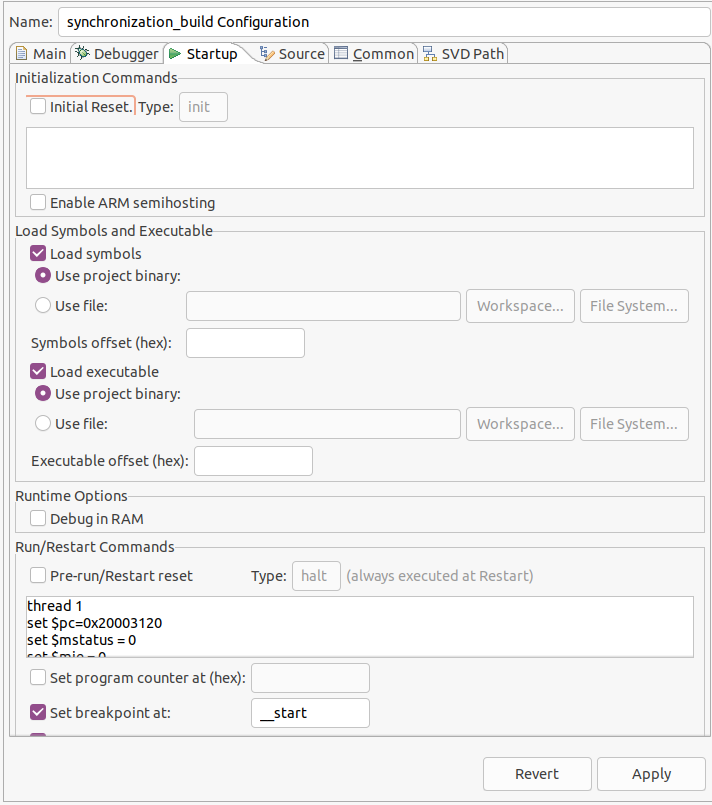 Name: synchronization_build Configuration
Main Debugger Startup Source Common SVD Path
Initialization Commands
Initial Reset. Type: init
Enable ARM semihosting
Load Symbols and Executable
Load symbols
Use project binary:
Use file: Workspace... File System...
Symbols offset (hex):
Load executable
Use project binary:
Use file: Workspace... File System...
Executable offset (hex):
Runtime Options
Debug in RAM
Run/Restart Commands
Pre-run/Restart reset Type: halt (always executed at Restart)
thread 1
set $pc=0x20003120
set $mstatus = 0
set $mie = 0
Set program counter at (hex):
Set breakpoint at: __start
Revert Apply